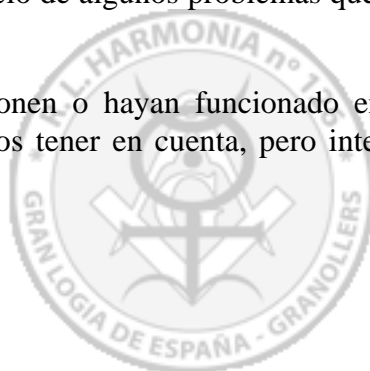 de algunos problemas que
onen o hayan funcionado e
os tener en cuenta, pero inte
R. L. HARMONIA nº
GRAN LOGIA DE ESPAÑA - GRANOLLERS